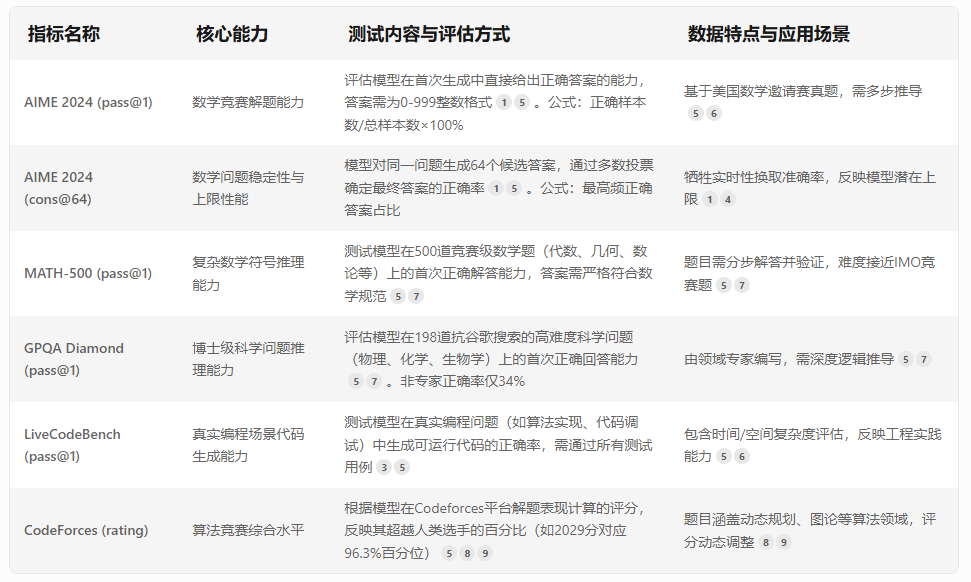 指标名称 核心能力 测试内容与评估方式 数据特点与应用场景
AIME 2024 (pass@1)
数学竞赛解题能力
评估模型在首次生成中直接给出正确答案的能力，
答案需为0-999整数格式 1 5 。公式：正确样本
数/总样本数×100%
基于美国数学邀请赛真题，需多步推导
5 6
AIME 2024
(cons@64)
数学问题稳定性与
上限性能
模型对同一问题生成64个候选答案，通过多数投票
确定最终答案的正确率 1 5 。公式：最高频正确
答案占比
牺牲实时性换取准确率，反映模型潜在上
限 1 4
MATH-500 (pass@1)
复杂数学符号推理
能力
测试模型在500道竞赛级数学题（代数、几何、数
论等）上的首次正确解答能力，答案需严格符合数
学规范 5 7
题目需分步解答并验证，难度接近IMO竞
赛题 5 7
GPQA Diamond
(pass@1)
博士级科学问题推
理能力
评估模型在198道抗谷歌搜索的高难度科学问题
（物理、化学、生物学）上的首次正确回答能力
5 7 。非专家正确率仅34%
由领域专家编写，需深度逻辑推导 5 7
LiveCodeBench
(pass@1)
真实编程场景代码
生成能力
测试模型在真实编程问题（如算法实现、代码调
试）中生成可运行代码的正确率，需通过所有测试
用例 3 5
包含时间/空间复杂度评估，反映工程实践
能力 5 6
CodeForces (rating)
算法竞赛综合水平
根据模型在Codeforces平台解题表现计算的评分，
反映其超越人类选手的百分比（如2029分对应
96.3%百分位） 5 8 9
题目涵盖动态规划、图论等算法领域，评
分动态调整 8 9